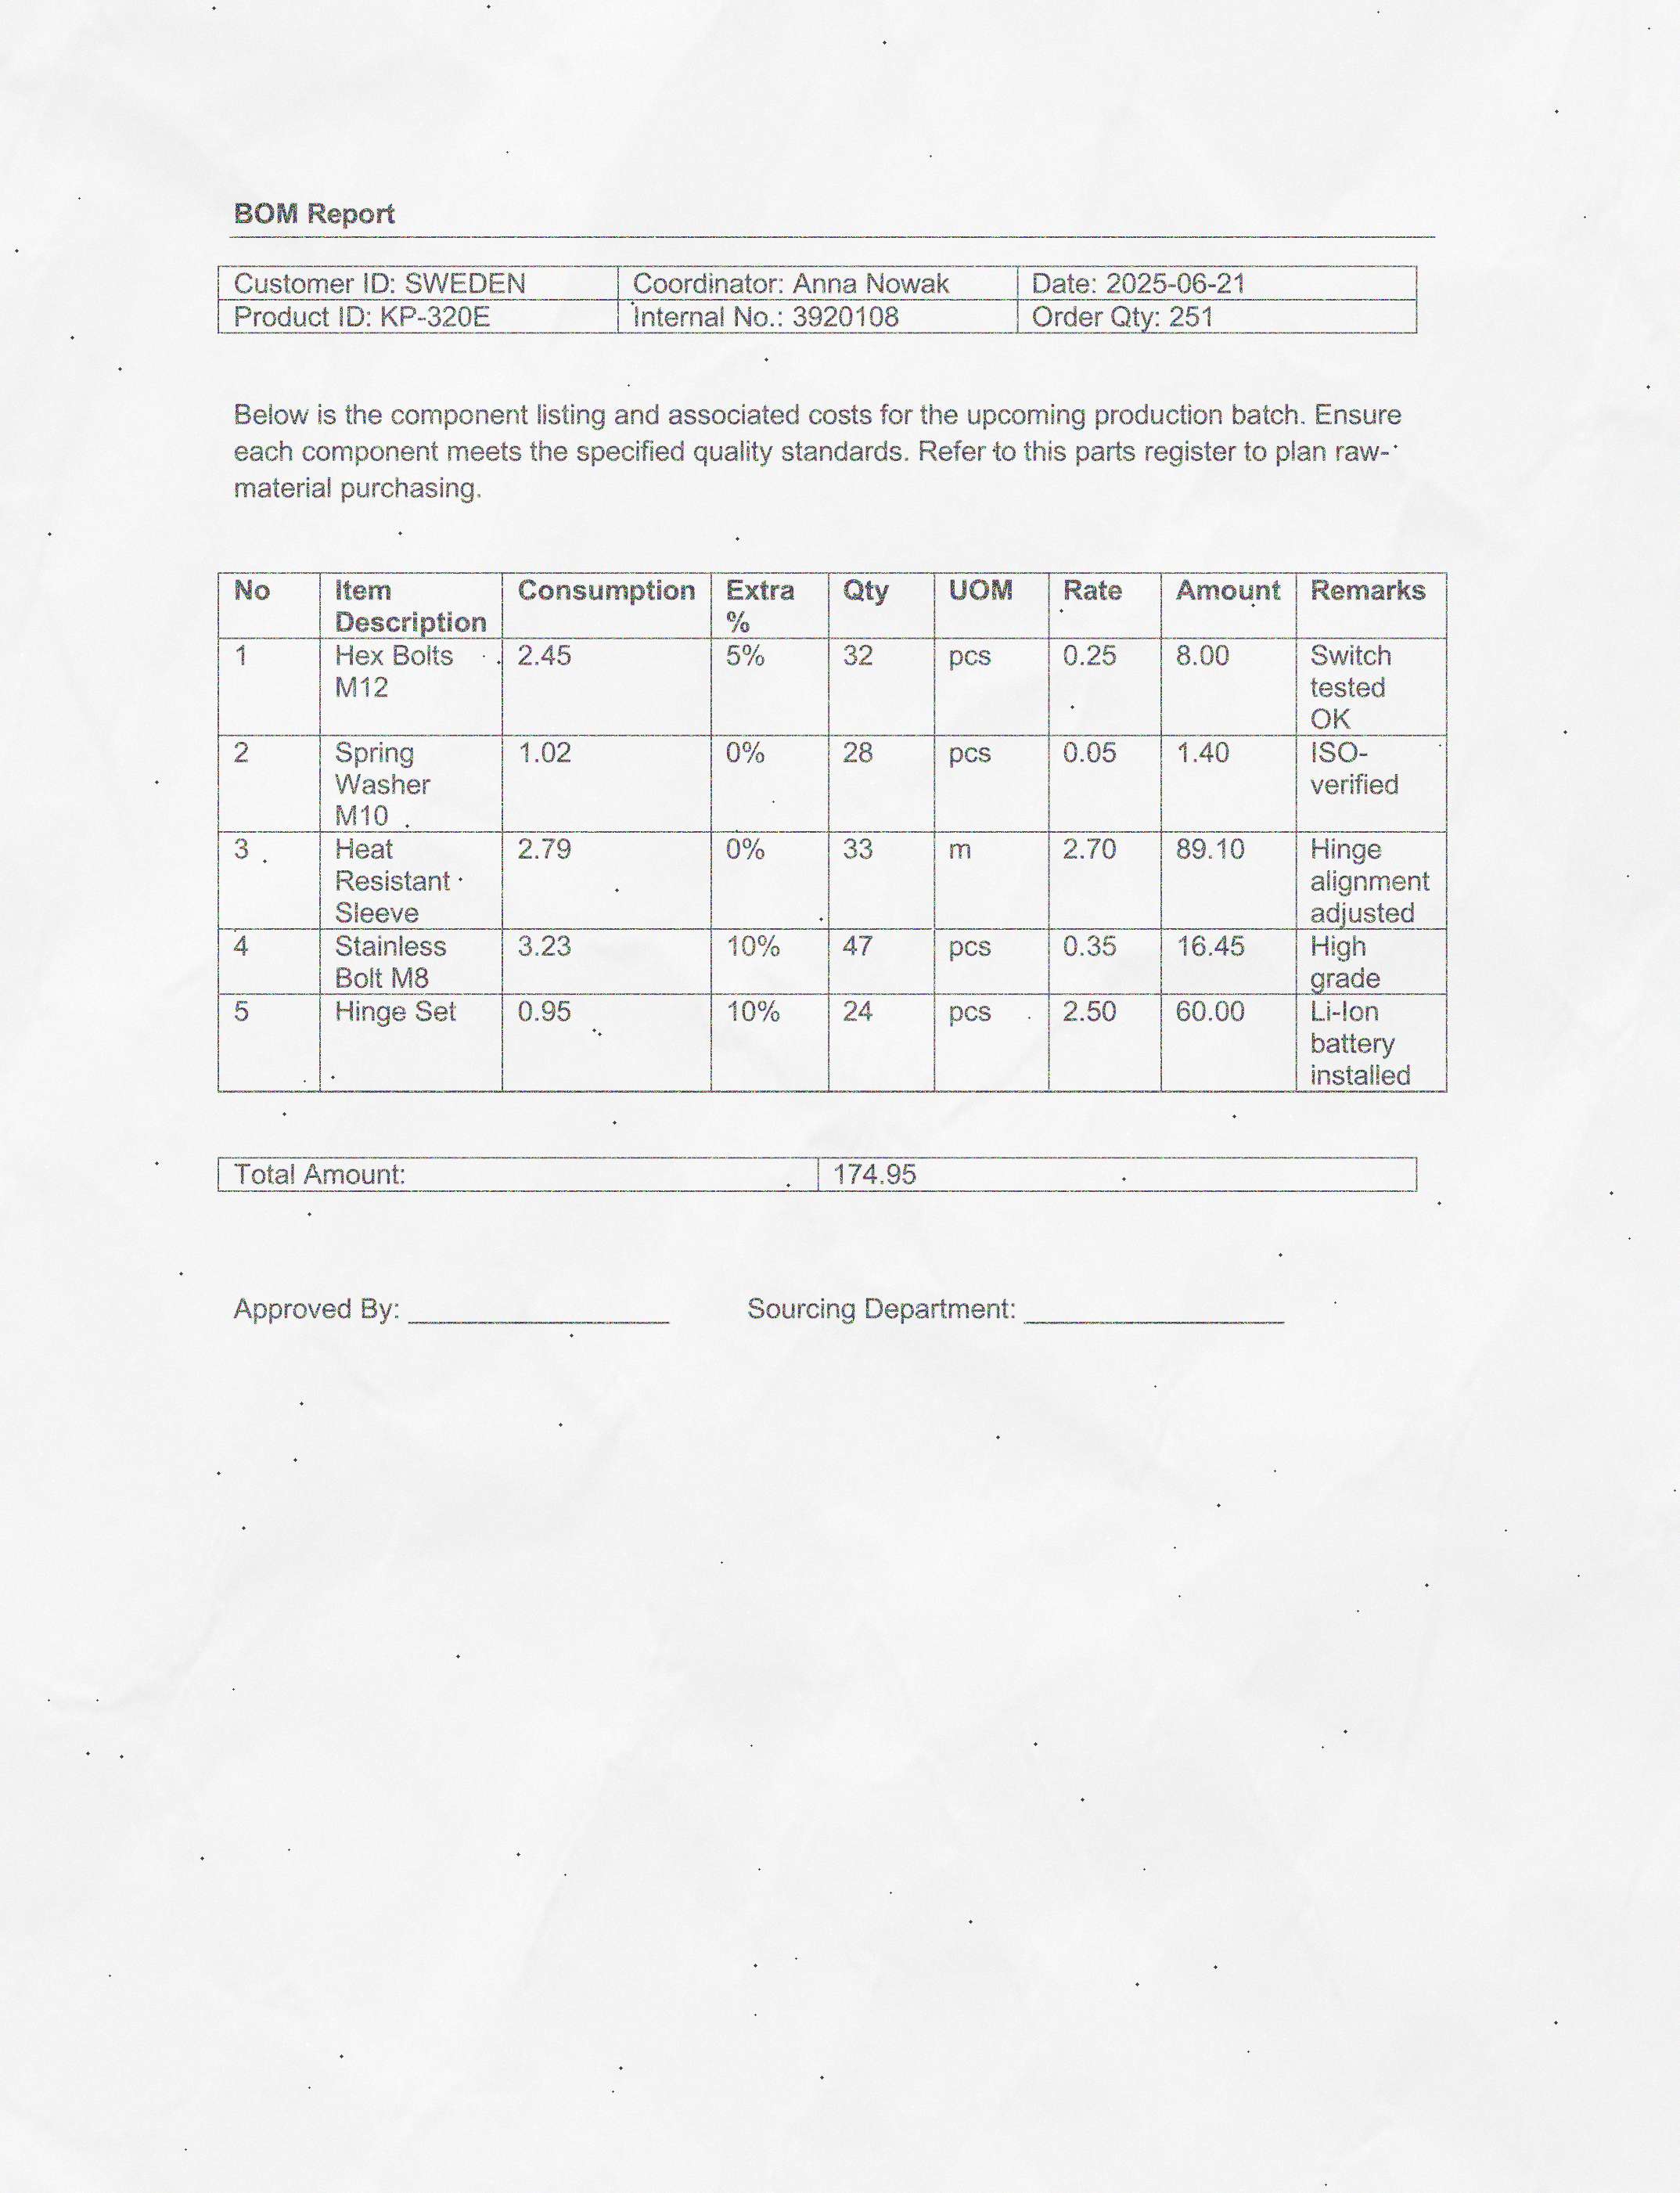 BOM Report
Customer ID: SWEDEN Coordinator: Anna Nowak Date: 2025-06-21
Product ID: KP-320E Internal No.: 3920108 Order Qty: 251
Below is the component listing and associated costs for the upcoming production batch. Ensure
each component meets the specified quality standards. Refer to this parts register to plan raw-
material purchasing.
No Item Consumption Extra Qty UOM Rate Amount Remarks
Description %
1 Hex Bolts 2.45 5% 32 pcs 0.25 8.00 Switch
M12 tested
OK
2 Spring 1.02 0% 28 pcs 0.05 1.40 ISO-
Washer verified
M10
3 Heat 2.79 0% 33 m 2.70 89.10 Hinge
Resistant alignment
Sleeve adjusted
4 Stainless 3.23 10% 47 pcs 0.35 16.45 High
Bolt M8 grade
5 Hinge Set 0.95 10% 24 pcs 2.50 60.00 Li-Ion
battery
installed
Total Amount: 174.95
Approved By: ____________________ Sourcing Department: ____________________